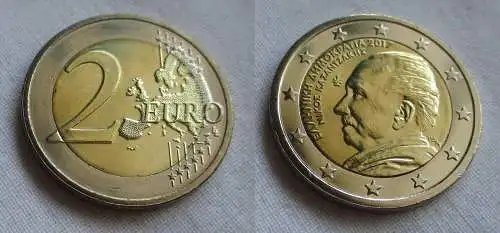 2 EURO
ΕΛΛΗΝΙΚΗ ΔΗΜΟΚΡΑΤΙΑ 2017
ΝΙΚΟΣ ΚΑΖΑΝΤΖΑΚΗΣ